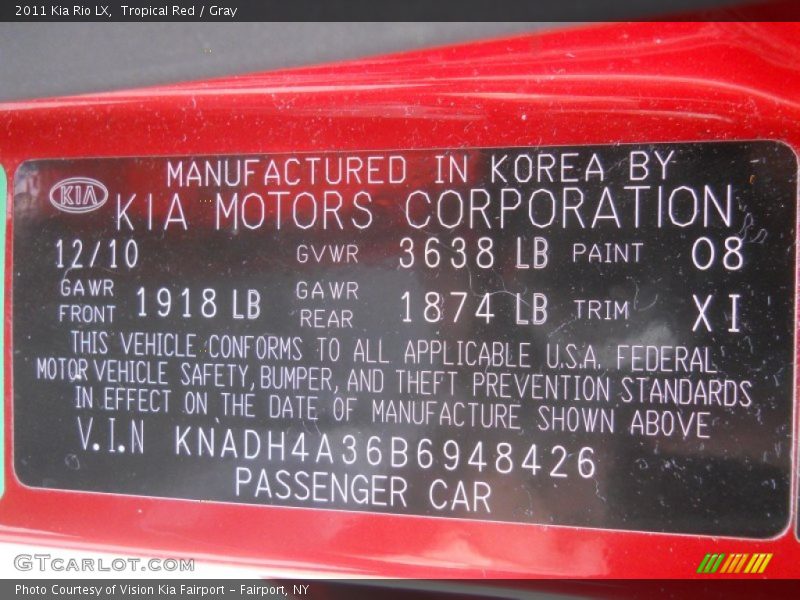 2011 Kia Rio LX, Tropical Red / Gray
MANUFACTURED IN KOREA BY
KIA KIA MOTORS CORPORATION
12/10 GVWR 3638 LB PAINT 08
GAWR FRONT 1918 LB GAWR REAR 1874 LB TRIM XI
THIS VEHICLE CONFORMS TO ALL APPLICABLE U.S.A. FEDERAL
MOTOR VEHICLE SAFETY, BUMPER, AND THEFT PREVENTION STANDARDS
IN EFFECT ON THE DATE OF MANUFACTURE SHOWN ABOVE
V.I.N KNADH4A36B6948426
PASSENGER CAR
GTCARLOT.COM
Photo Courtesy of Vision Kia Fairport – Fairport, NY